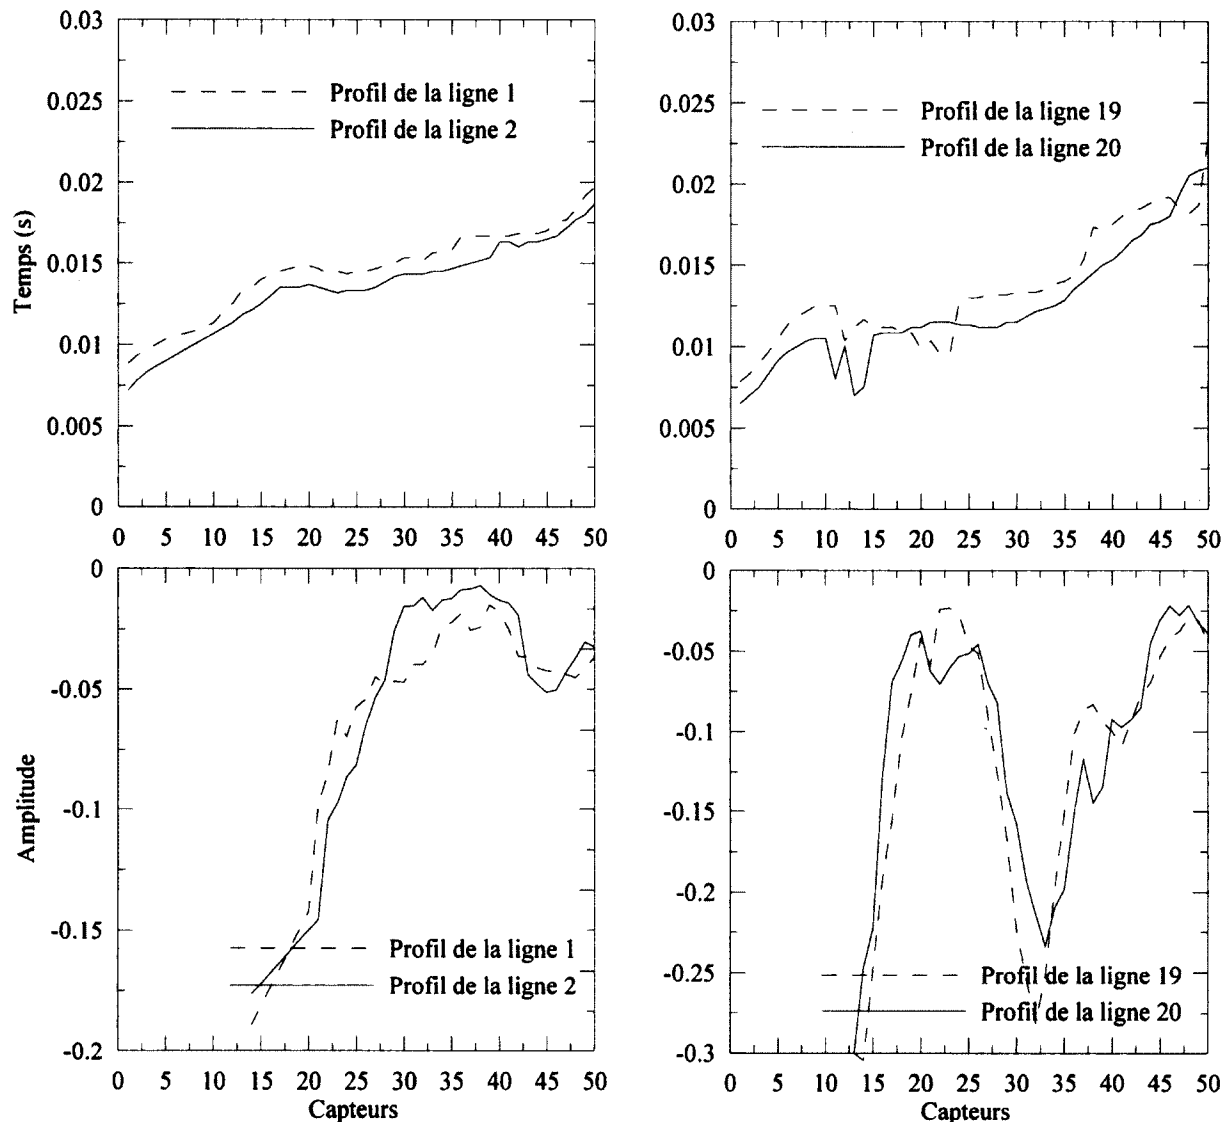 0.03
0.025
0.02
0.015
0.01
0.005
0
Temps (s)
Profil de la ligne 1
Profil de la ligne 2
0 5 10 15 20 25 30 35 40 45 50
0.03
0.025
0.02
0.015
0.01
0.005
0
Profil de la ligne 19
Profil de la ligne 20
0 5 10 15 20 25 30 35 40 45 50
0
-0.05
-0.1
-0.15
-0.2
Amplitude
Profil de la ligne 1
Profil de la ligne 2
0 5 10 15 20 25 30 35 40 45 50
Capteurs
0
-0.05
-0.1
-0.15
-0.2
-0.25
-0.3
Profil de la ligne 19
Profil de la ligne 20
0 5 10 15 20 25 30 35 40 45 50
Capteurs